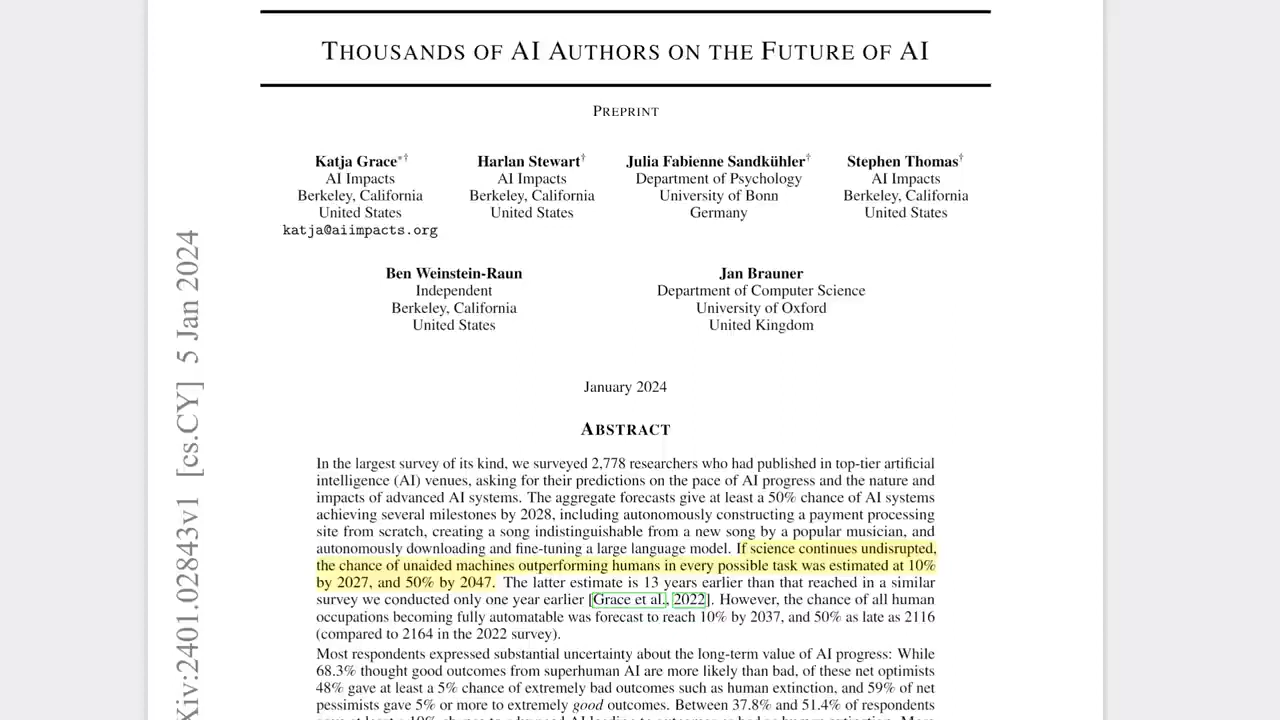 THOUSANDS OF AI AUTHORS ON THE FUTURE OF AI
PREPRINT
Katja Grace*†
AI Impacts
Berkeley, California
United States
katja@aiimpacts.org
Harlan Stewart†
AI Impacts
Berkeley, California
United States
Julia Fabienne Sandkühler†
Department of Psychology
University of Bonn
Germany
Stephen Thomas†
AI Impacts
Berkeley, California
United States
Ben Weinstein-Raun
Independent
Berkeley, California
United States
Jan Brauner
Department of Computer Science
University of Oxford
United Kingdom
Xiv:2401.02843v1 [cs.CY] 5 Jan 2024
January 2024
ABSTRACT
In the largest survey of its kind, we surveyed 2,778 researchers who had published in top-tier artificial
intelligence (AI) venues, asking for their predictions on the pace of AI progress and the nature and
impacts of advanced AI systems. The aggregate forecasts give at least a 50% chance of AI systems
achieving several milestones by 2028, including autonomously constructing a payment processing
site from scratch, creating a song indistinguishable from a new song by a popular musician, and
autonomously downloading and fine-tuning a large language model. If science continues undisrupted,
the chance of unaided machines outperforming humans in every possible task was estimated at 10%
by 2027, and 50% by 2047. The latter estimate is 13 years earlier than that reached in a similar
survey we conducted only one year earlier [Grace et al., 2022]. However, the chance of all human
occupations becoming fully automatable was forecast to reach 10% by 2037, and 50% as late as 2116
(compared to 2164 in the 2022 survey).
Most respondents expressed substantial uncertainty about the long-term value of AI progress: While
68.3% thought good outcomes from superhuman AI are more likely than bad, of these net optimists
48% gave at least a 5% chance of extremely bad outcomes such as human extinction, and 59% of net
pessimists gave 5% or more to extremely good outcomes. Between 37.8% and 51.4% of respondents